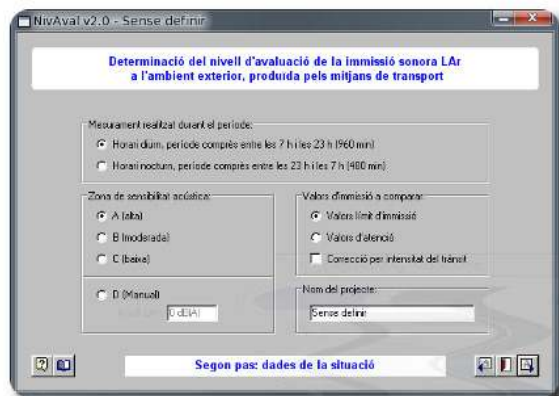 NivAval v2.0 - Sense definir
Determinació del nivell d'avaluació de la immissió sonora LAr
a l'ambient exterior, produïda pels mitjans de transport
Mesurament realitzat durant el període:
Horari diürn, període comprès entre les 7 h i les 23 h (960 min)
Horari nocturn, període comprès entre les 23 h i les 7 h (480 min)
Zona de sensibilitat acústica:
A (alta)
B (moderada)
C (baixa)
D (Manual)
0 dB(A)
Valors d'immissió a comparar:
Valors límit d'immissió
Valors d'atenció
Correcció per intensitat del trànsit
Nom del projecte:
Sense definir
Segon pas: dades de la situació